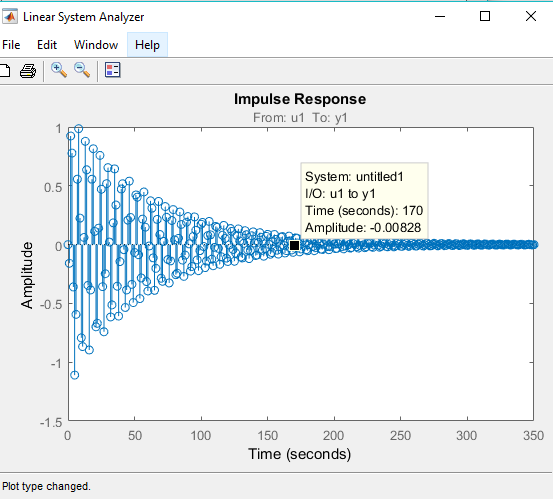 Linear System Analyzer
File Edit Window Help
Impulse Response
From: u1 To: y1
System: untitled1
I/O: u1 to y1
Time (seconds): 170
Amplitude: -0.00828
Amplitude
1
0.5
0
-0.5
-1
-1.5
0 50 100 150 200 250 300 350
Time (seconds)
Plot type changed.